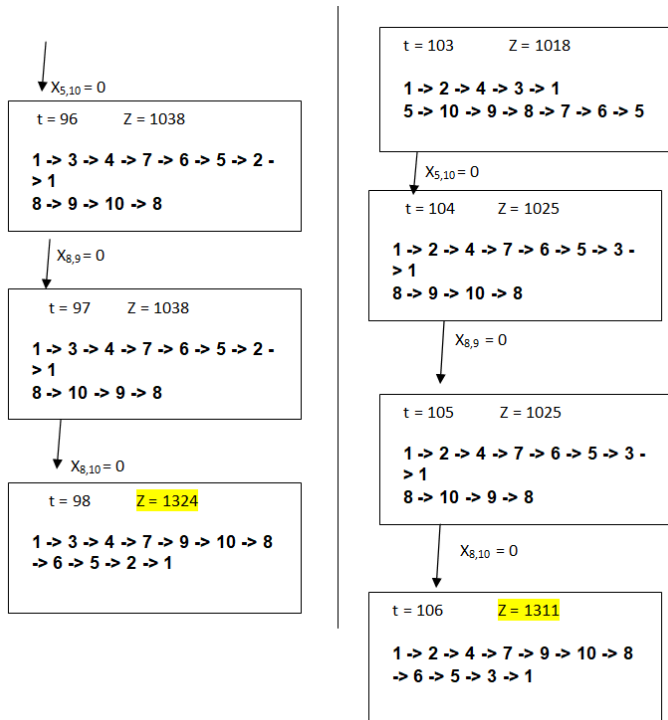 X5,10 = 0
t = 96 Z = 1038
1 -> 3 -> 4 -> 7 -> 6 -> 5 -> 2 -
> 1
8 -> 9 -> 10 -> 8
X8,9 = 0
t = 97 Z = 1038
1 -> 3 -> 4 -> 7 -> 6 -> 5 -> 2 -
> 1
8 -> 10 -> 9 -> 8
X8,10 = 0
t = 98 Z = 1324
1 -> 3 -> 4 -> 7 -> 9 -> 10 -> 8
-> 6 -> 5 -> 2 -> 1
t = 103 Z = 1018
1 -> 2 -> 4 -> 3 -> 1
5 -> 10 -> 9 -> 8 -> 7 -> 6 -> 5
X5,10 = 0
t = 104 Z = 1025
1 -> 2 -> 4 -> 7 -> 6 -> 5 -> 3 -
> 1
8 -> 9 -> 10 -> 8
X8,9 = 0
t = 105 Z = 1025
1 -> 2 -> 4 -> 7 -> 6 -> 5 -> 3 -
> 1
8 -> 10 -> 9 -> 8
X8,10 = 0
t = 106 Z = 1311
1 -> 2 -> 4 -> 7 -> 9 -> 10 -> 8
-> 6 -> 5 -> 3 -> 1